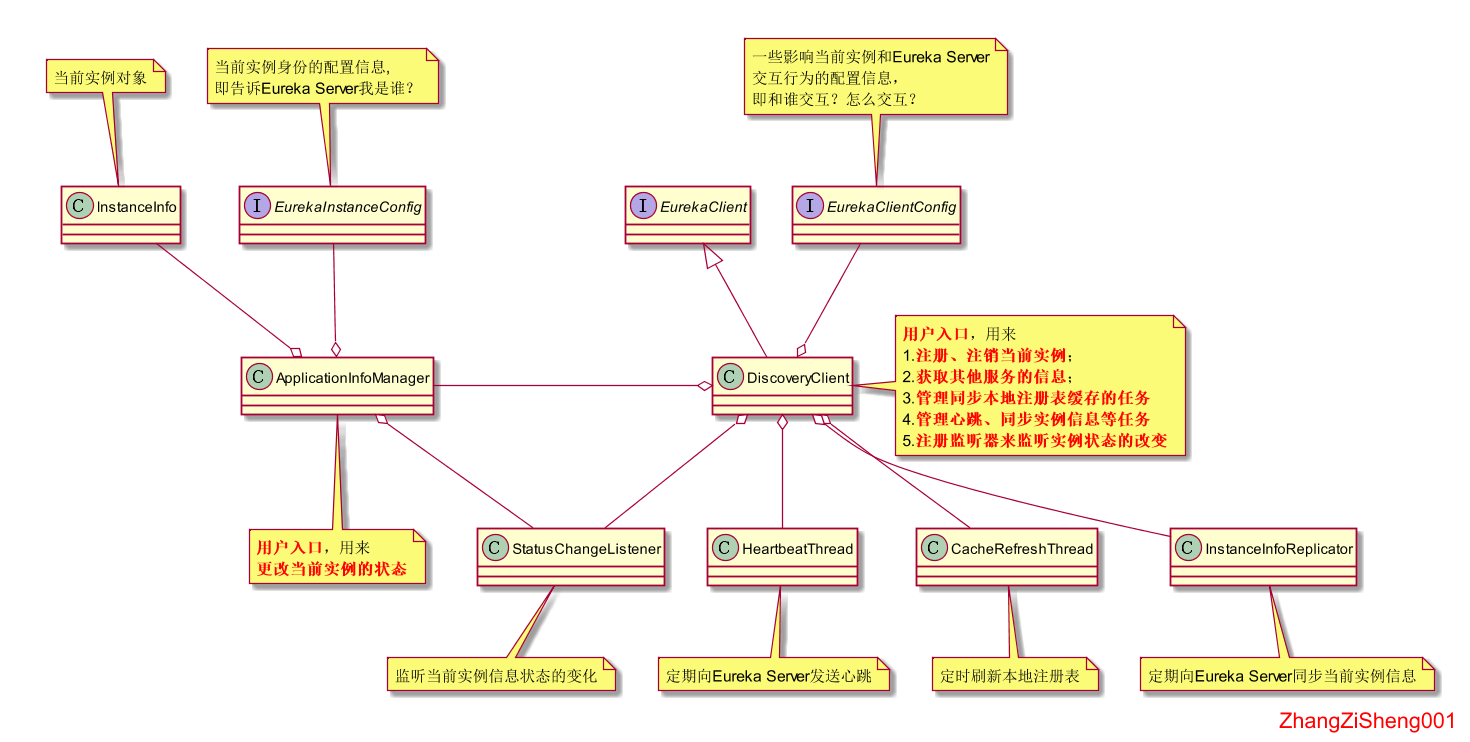 当前实例对象
当前实例身份的配置信息,
即告诉Eureka Server我是谁?
一些影响当前实例和Eureka Server
交互行为的配置信息,
即和谁交互? 怎么交互?
C InstanceInfo
I EurekaInstanceConfig
I EurekaClient
I EurekaClientConfig
C ApplicationInfoManager
C DiscoveryClient
用户入口, 用来
1.注册、注销当前实例;
2.获取其他服务的信息;
3.管理同步本地注册表缓存的任务
4.管理心跳、同步实例信息等任务
5.注册监听器来监听实例状态的改变
用户入口, 用来
更改当前实例的状态
C StatusChangeListener
C HeartbeatThread
C CacheRefreshThread
C InstanceInfoReplicator
监听当前实例信息状态的变化
定期向Eureka Server发送心跳
定时刷新本地注册表
定期向Eureka Server同步当前实例信息
ZhangZiSheng001